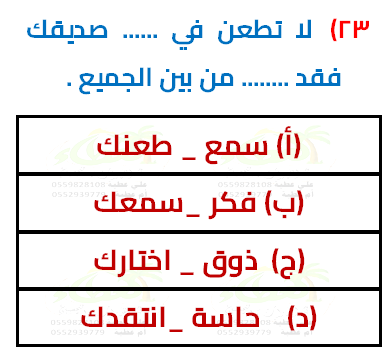 ٢٣) لا تطعن في ...... صديقك
فقد ........ من بين الجميع .
(أ) سمع _ طعنك
(ب) فكر _سمعك
(ج) ذوق _ اختارك
(د) حاسة _انتقدك